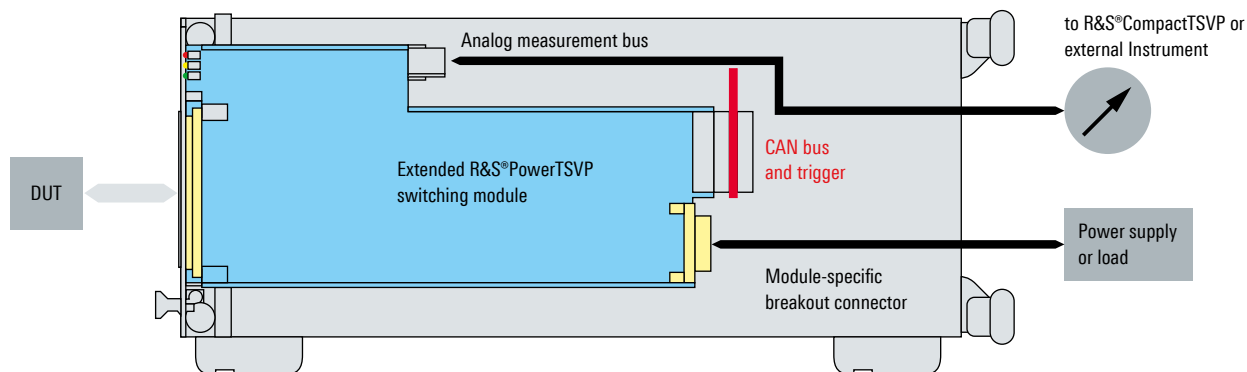 to R&S®CompactTSVP or
external Instrument
Analog measurement bus
CAN bus
and trigger
Extended R&S®PowerTSVP
switching module
DUT
Power supply
or load
Module-specific
breakout connector